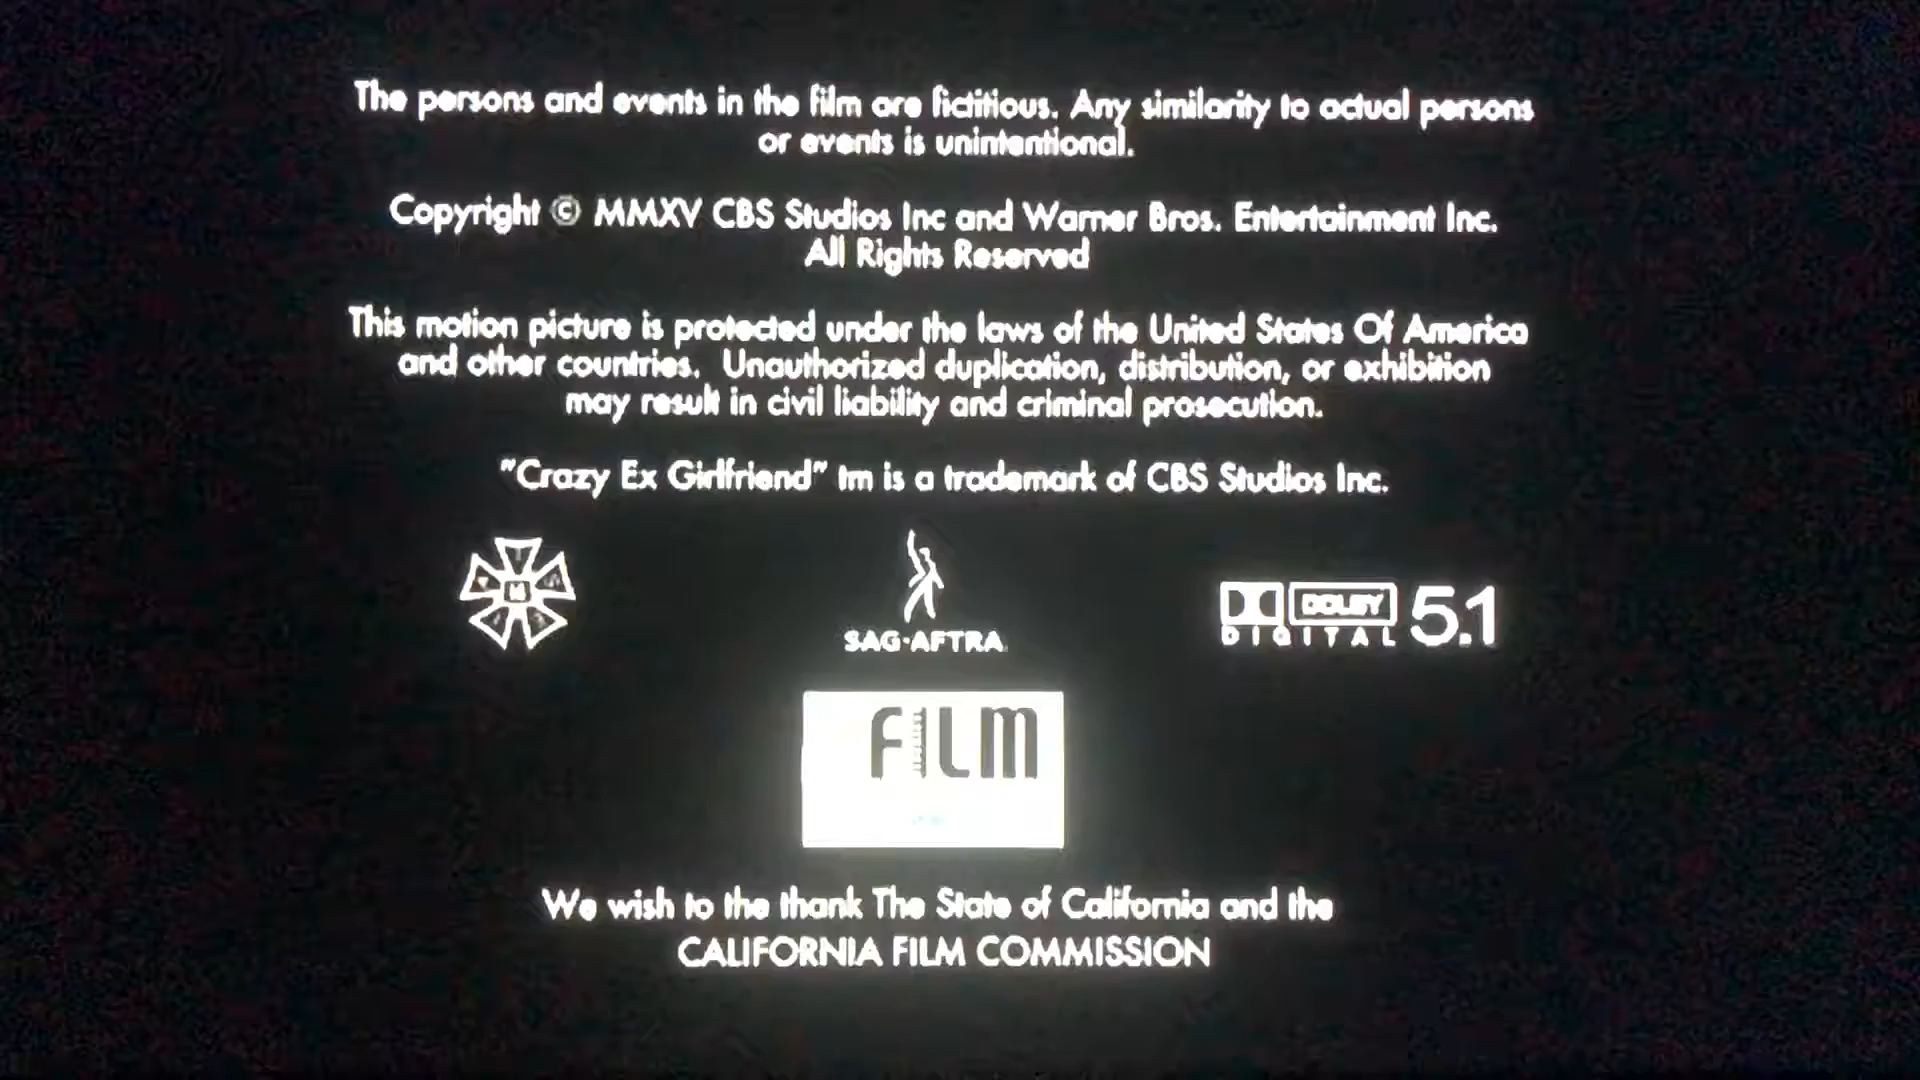 The persons and events in the film are fictitious. Any similarity to actual persons
or events is unintentional.
Copyright © MMXV CBS Studios Inc and Warner Bros. Entertainment Inc.
All Rights Reserved
This motion picture is protected under the laws of the United States Of America
and other countries. Unauthorized duplication, distribution, or exhibition
may result in civil liability and criminal prosecution.
"Crazy Ex Girlfriend" tm is a trademark of CBS Studios Inc.
SAG·AFTRA
DOLBY
DIGITAL 5.1
FILM
We wish to the thank The State of California and the
CALIFORNIA FILM COMMISSION